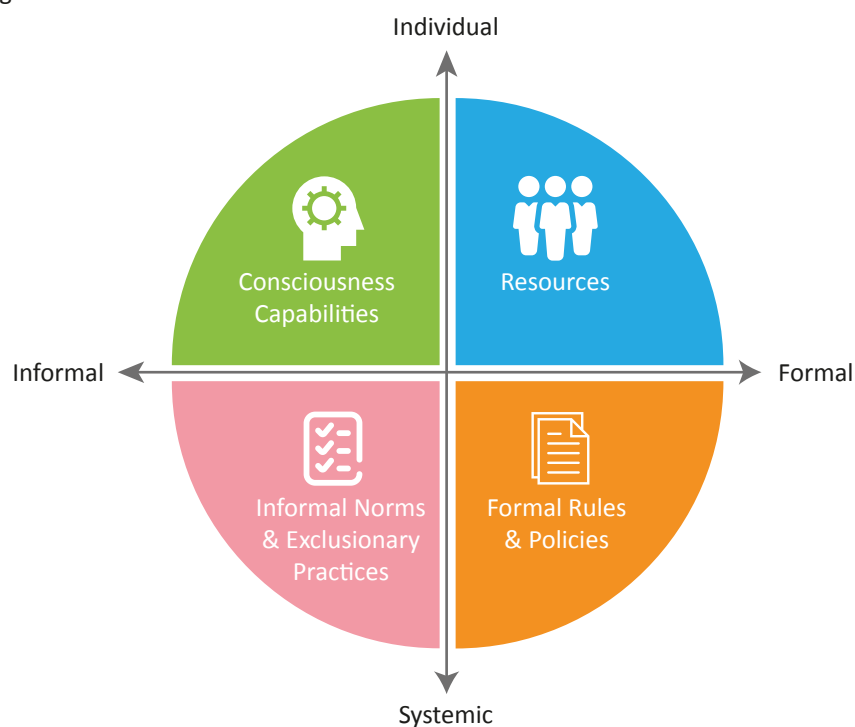 Individual
Consciousness
Capabilities
Resources
Informal
Formal
Informal Norms
& Exclusionary
Practices
Formal Rules
& Policies
Systemic